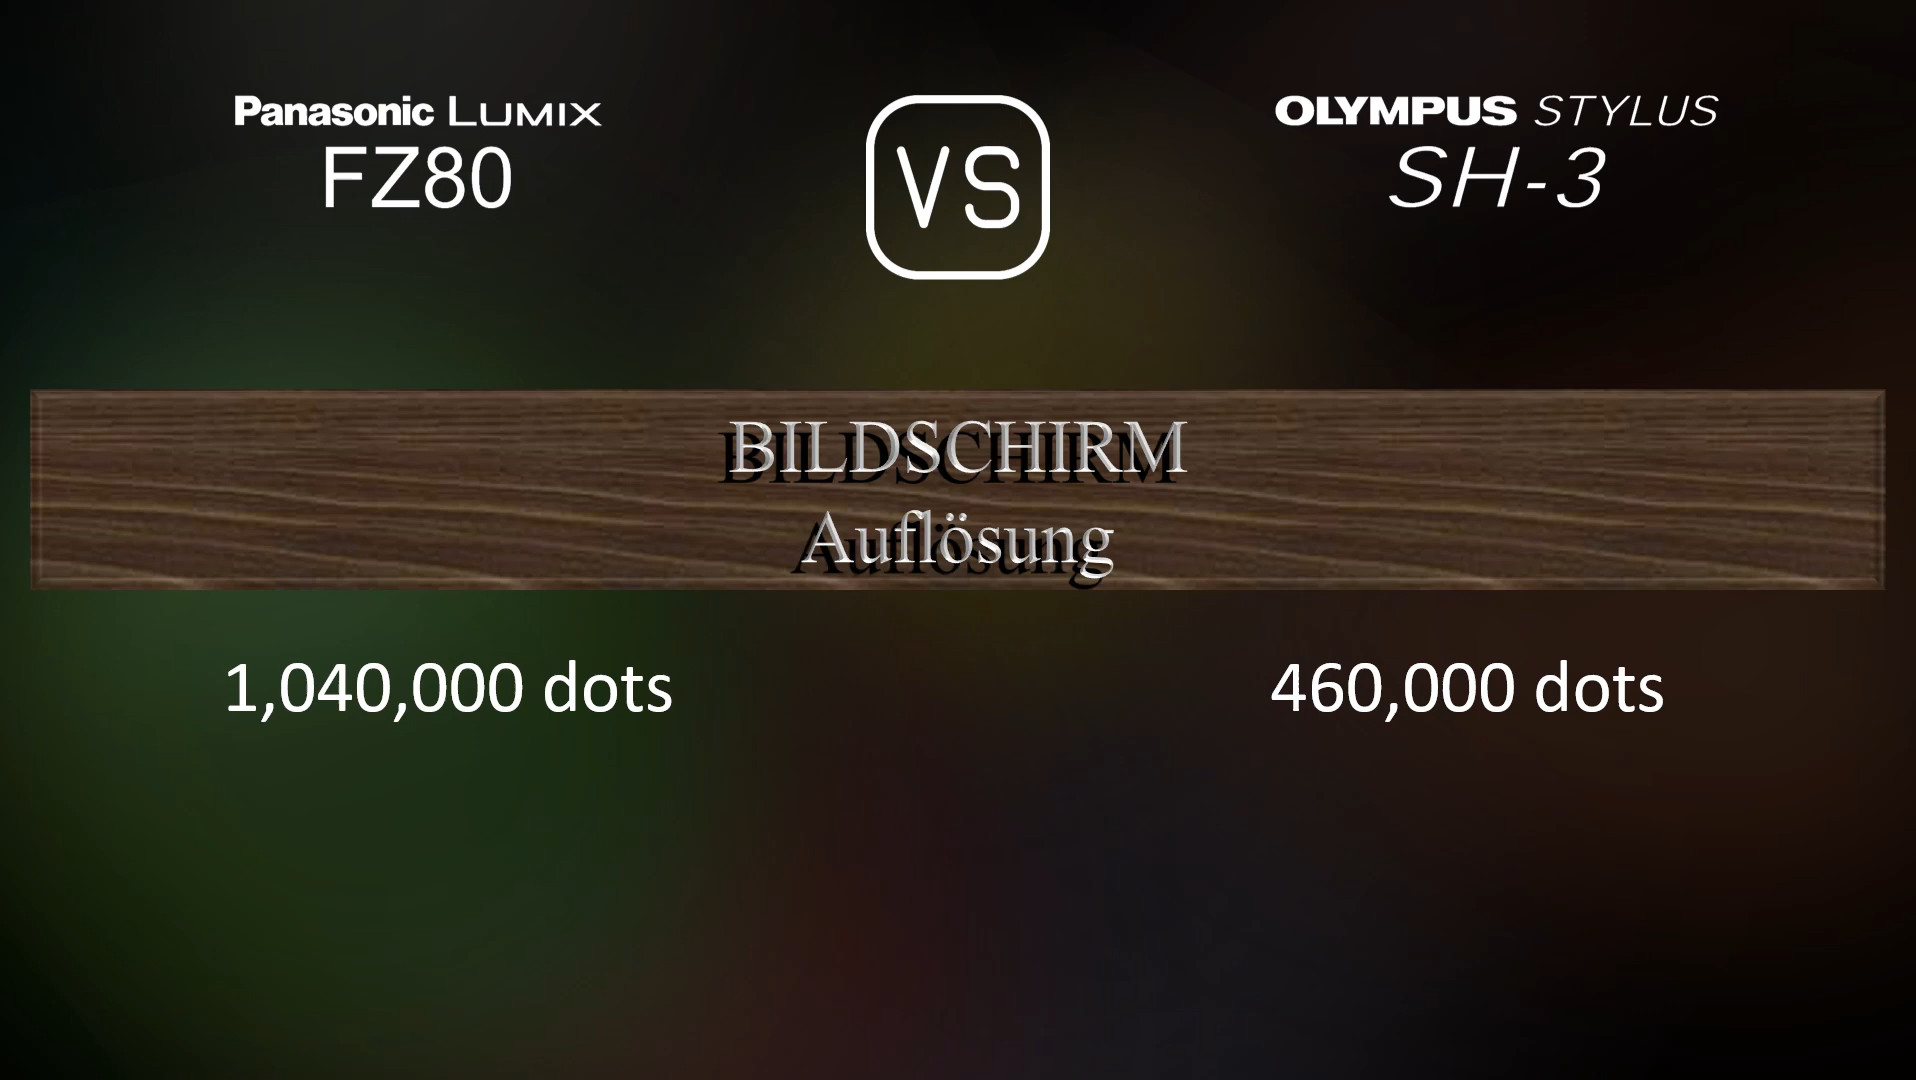 Panasonic LUMIX
FZ80
VS
OLYMPUS STYLUS
SH-3
BILDSCHIRM
Auflösung
1,040,000 dots
460,000 dots